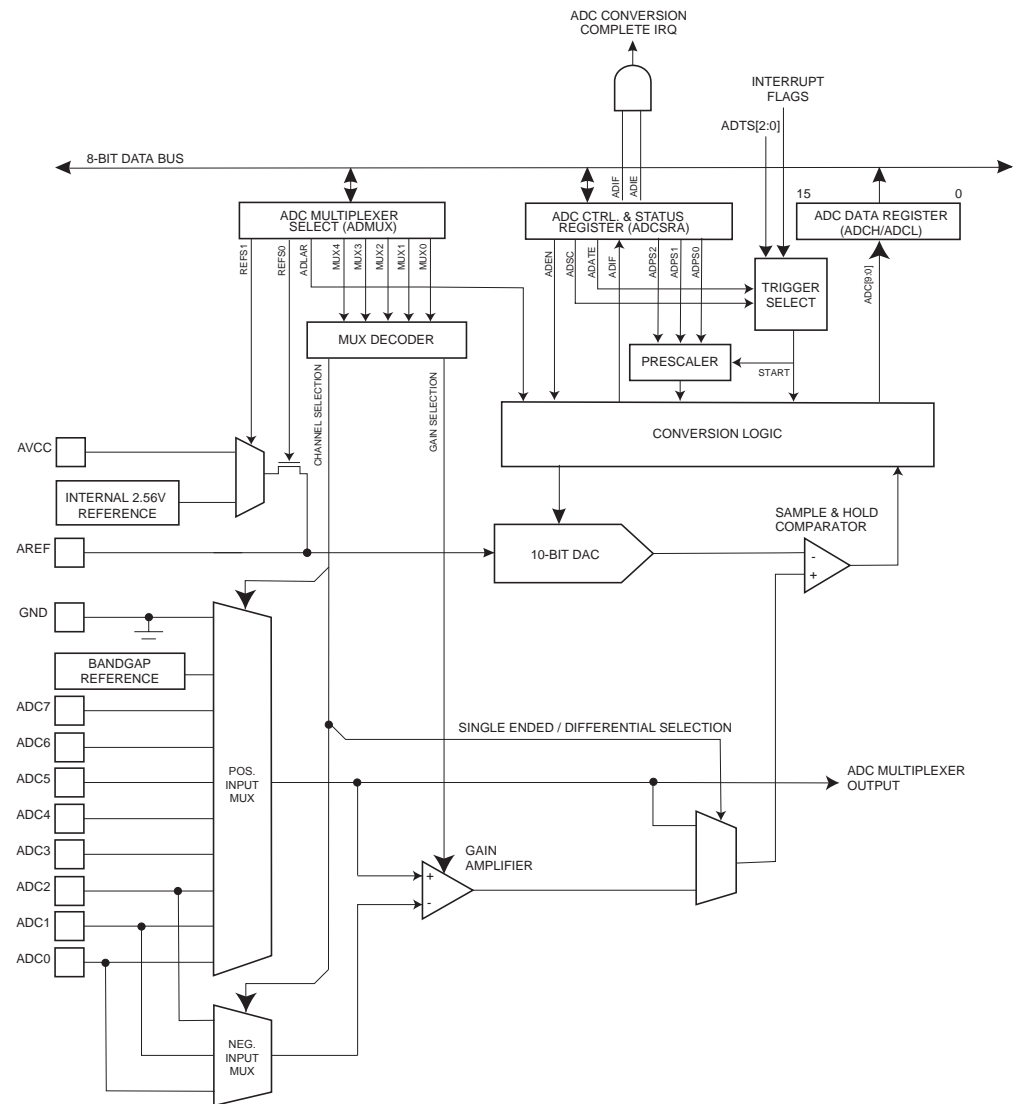 ADC CONVERSION
COMPLETE IRQ
INTERRUPT
FLAGS
ADTS[2:0]
8-BIT DATA BUS
ADIF
ADIE
15
0
ADC MULTIPLEXER
SELECT (ADMUX)
ADC CTRL. & STATUS
REGISTER (ADCSRA)
ADC DATA REGISTER
(ADCH/ADCL)
REFS1
REFS0
ADLAR
MUX4
MUX3
MUX2
MUX1
MUX0
ADEN
ADSC
ADATE
ADIF
ADPS2
ADPS1
ADPS0
ADC[9:0]
TRIGGER
SELECT
MUX DECODER
PRESCALER
START
CHANNEL SELECTION
GAIN SELECTION
CONVERSION LOGIC
AVCC
INTERNAL 2.56V
REFERENCE
SAMPLE & HOLD
COMPARATOR
AREF
10-BIT DAC
-
+
GND
BANDGAP
REFERENCE
ADC7
SINGLE ENDED / DIFFERENTIAL SELECTION
ADC6
ADC5
POS.
INPUT
MUX
ADC MULTIPLEXER
OUTPUT
ADC4
ADC3
GAIN
AMPLIFIER
+
-
ADC2
ADC1
ADC0
NEG.
INPUT
MUX